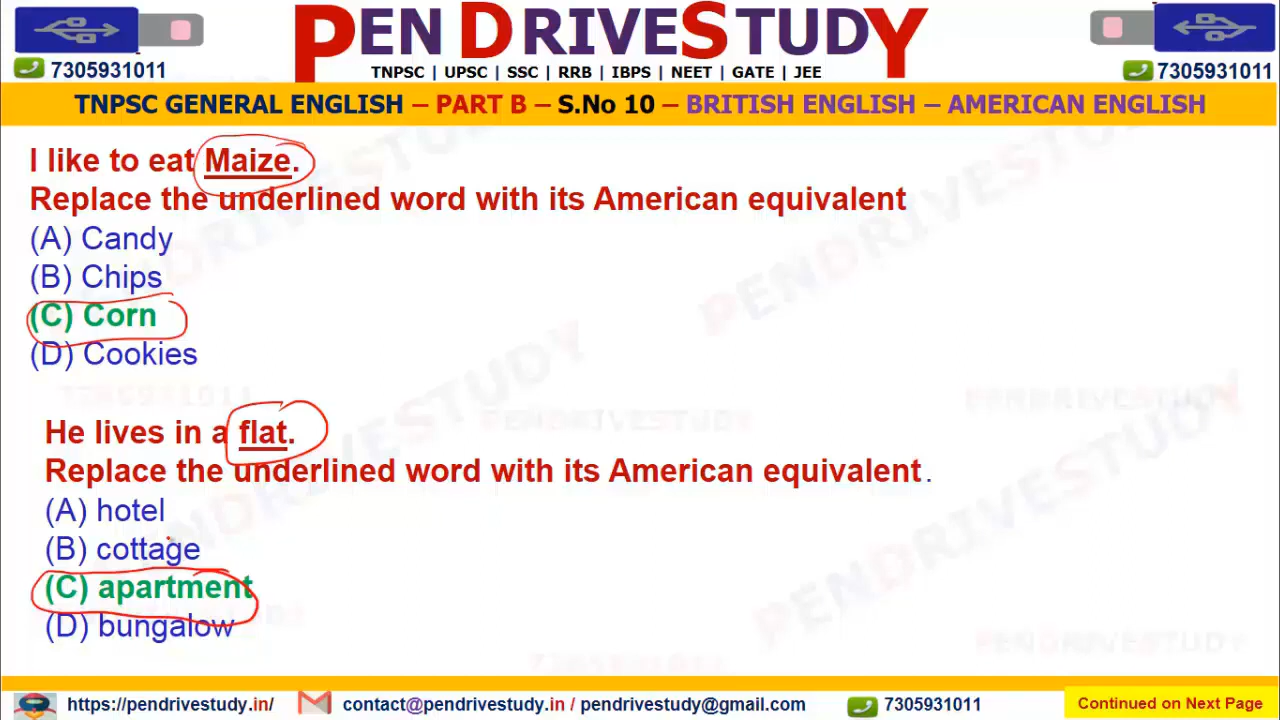 PEN DRIVESTUDY
7305931011
TNPSC | UPSC | SSC | RRB | IBPS | NEET | GATE | JEE
7305931011
TNPSC GENERAL ENGLISH – PART B – S.No 10 – BRITISH ENGLISH – AMERICAN ENGLISH
I like to eat Maize.
Replace the underlined word with its American equivalent
(A) Candy
(B) Chips
(C) Corn
(D) Cookies
He lives in a flat.
Replace the underlined word with its American equivalent.
(A) hotel
(B) cottage
(C) apartment
(D) bungalow
https://pendrivestudy.in/ contact@pendrivestudy.in / pendrivestudy@gmail.com 7305931011 Continued on Next Page